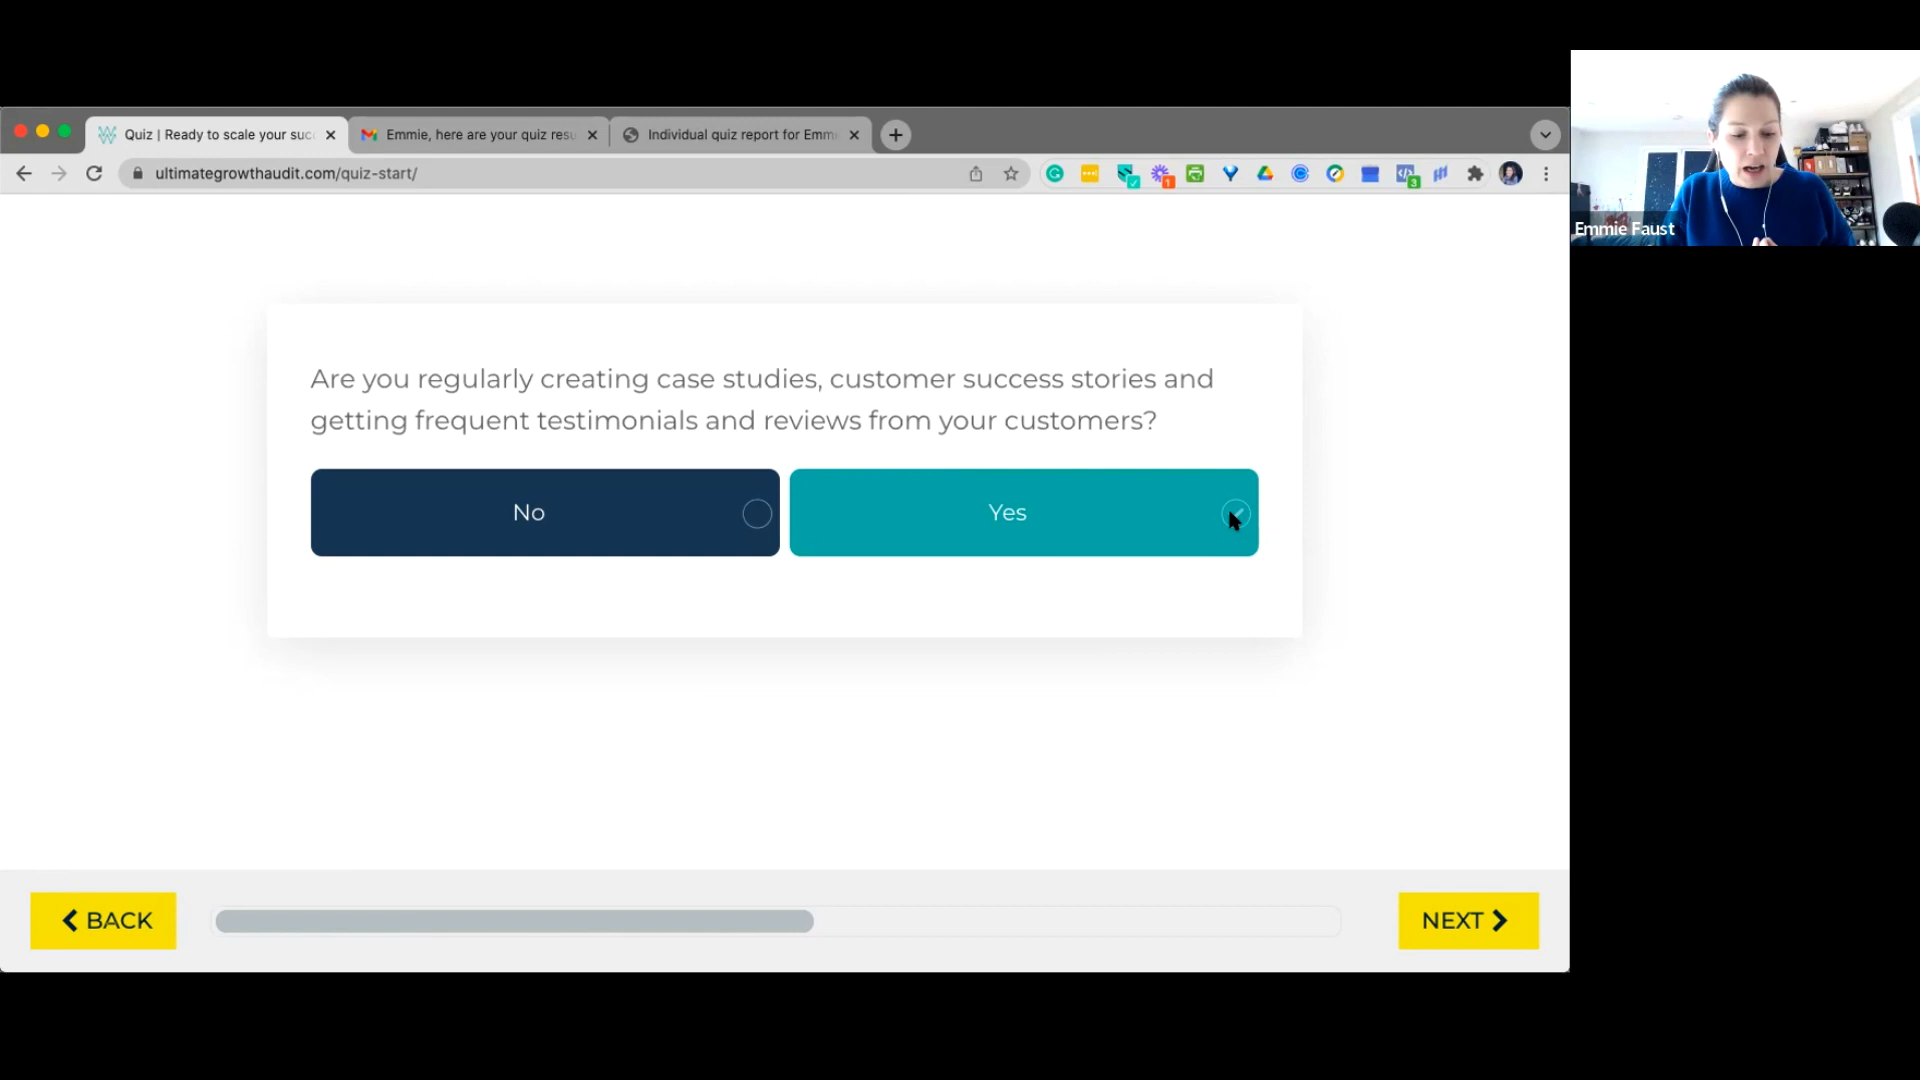 Quiz | Ready to scale your suc
Emmie, here are your quiz resu
Individual quiz report for Emm
ultimategrowthaudit.com/quiz-start/
1
3
Emmie Faust
Are you regularly creating case studies, customer success stories and
getting frequent testimonials and reviews from your customers?
No
Yes
BACK
NEXT